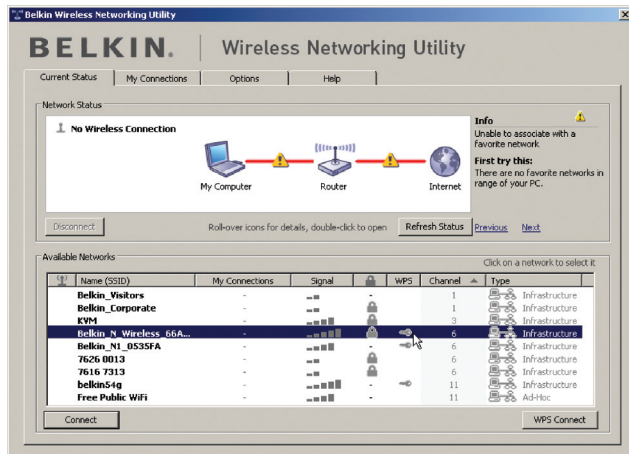 Belkin Wireless Networking Utility
BELKIN. Wireless Networking Utility
Current Status My Connections Options Help
Network Status
No Wireless Connection
My Computer Router Internet
Info
Unable to associate with a
favorite network
First try this:
There are no favorite networks in
range of your PC.
Disconnect Roll-over icons for details, double-click to open Refresh Status Previous Next
Available Networks
Click on a network to select it
Name (SSID) My Connections Signal WPS Channel Type
Belkin_Visitors - - 1 Infrastructure
Belkin_Corporate - 1 Infrastructure
KVM - 3 Infrastructure
Belkin_N_Wireless_66A... - 6 Infrastructure
Belkin_N1_0535FA - - 6 Infrastructure
7626 0013 - 6 Infrastructure
7616 7313 - 6 Infrastructure
belkin54g - - 11 Infrastructure
Free Public WiFi - - 11 Ad-Hoc
Connect WPS Connect